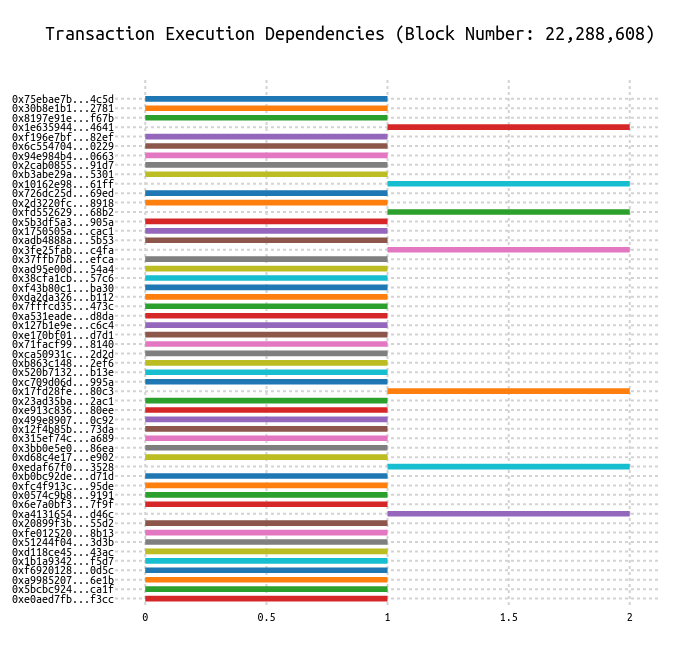 Transaction Execution Dependencies (Block Number: 22,288,608)
0x75ebae7b...4c5d
0x30b8e1b1...2781
0x8197e91e...f67b
0x1e635944...4641
0xf196e7bf...82ef
0x6c554704...0229
0x94e984b4...0663
0x2cab0855...91d7
0xb3abe29a...5301
0x10162e98...61ff
0x726dc25d...69ed
0x2d3220fc...8918
0xfd552629...68b2
0x5b3df5a3...905a
0x1750505a...cac1
0xadb4888a...5b53
0x3fe25fab...c4fa
0x37ffb7b8...efca
0xad95e00d...54a4
0x38cfa1cb...57c6
0xf43b80c1...ba30
0xda2da326...b112
0x7fffcd35...473c
0xa531eade...d8da
0x127b1e9e...c6c4
0xe170bf01...d7d1
0x71facf99...8140
0xca50931c...2d2d
0xb863c148...2ef6
0x520b7132...b13e
0xc709d06d...995a
0x17fd28fe...80c3
0x23ad35ba...2ac1
0xe913c836...80ee
0x499e8907...0c92
0x12f4b85b...73da
0x315ef74c...a689
0x3bb0e5e0...86ea
0xd68c4e17...e902
0xedaf67f0...3528
0xb0bc92de...d71d
0xfc4f913c...95de
0x0574c9b8...9191
0x6e7a0bf3...7f9f
0xa4131654...d46c
0x20899f3b...55d2
0xfe012520...8b13
0x51244f04...3d3b
0xd118ce45...43ac
0x1b1a9342...f5d7
0xf6920128...0d5c
0xa9985207...6e1b
0x5bcbc924...ca1f
0xe0aed7fb...f3cc
0 0.5 1 1.5 2